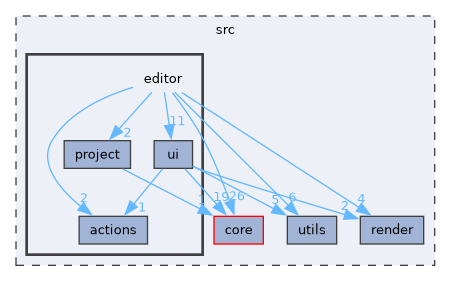 src
editor
2
11
project
ui
2
1
19
26
5
6
2
4
actions
core
utils
render